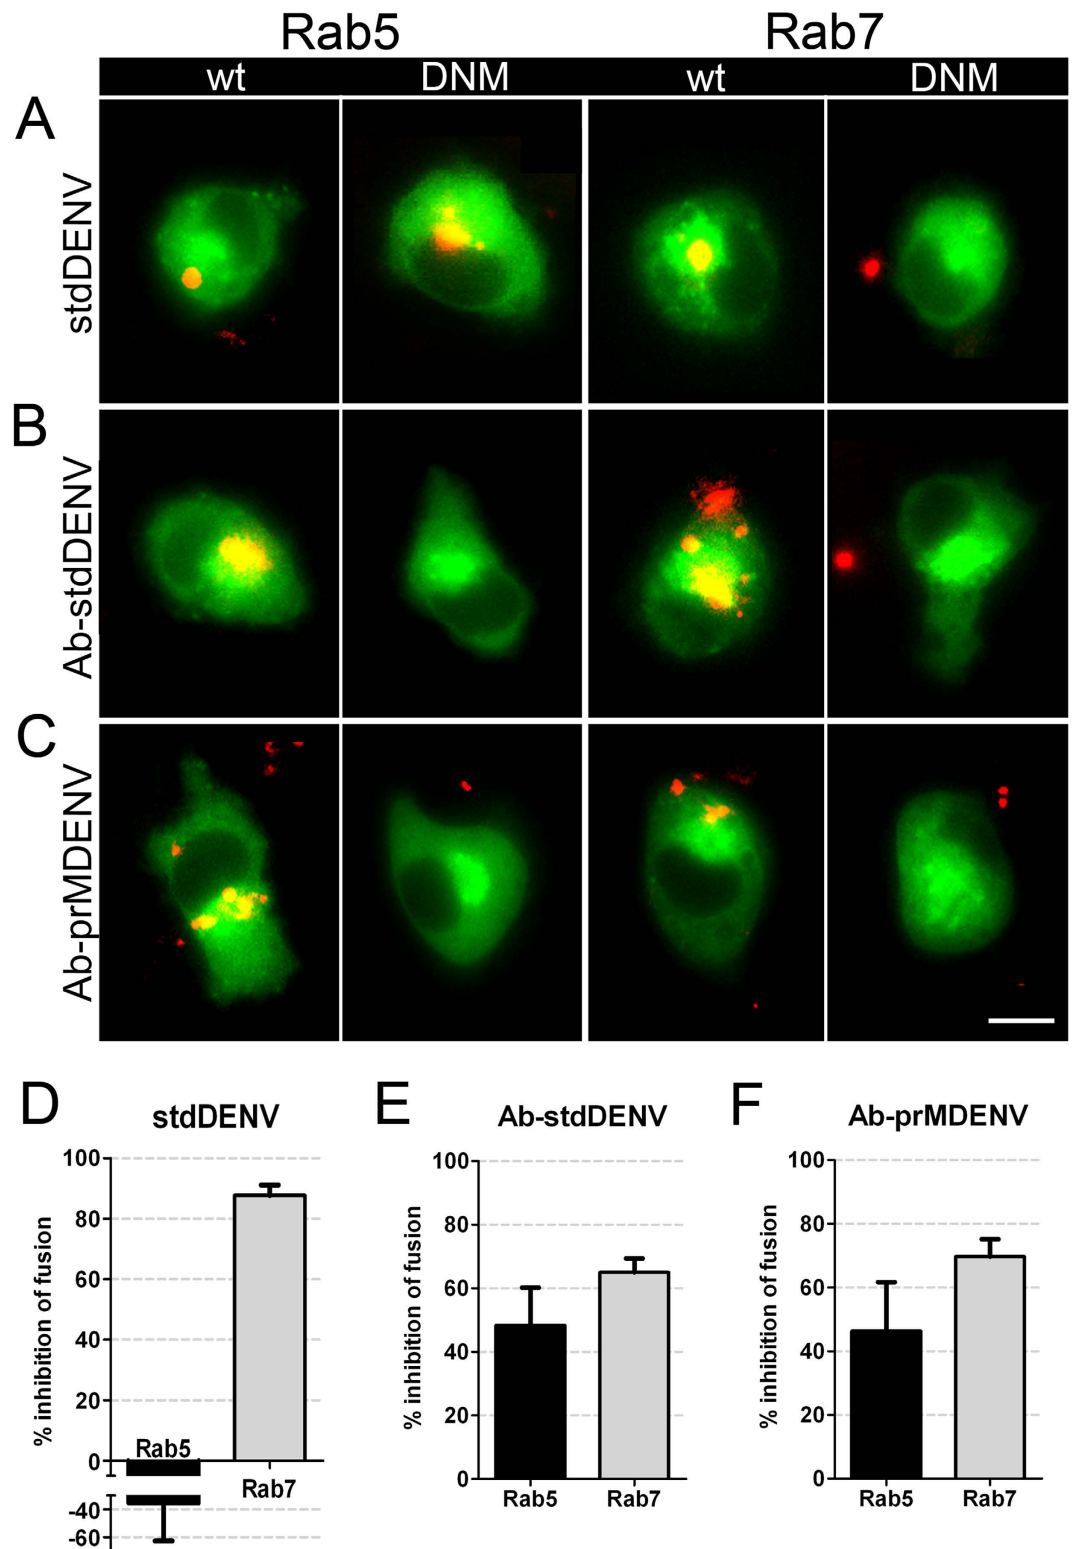 Rab5 Rab7
wt DNM wt DNM
A
stdDENV
B
Ab-stdDENV
C
Ab-prMDENV
D stdDENV
% inhibition of fusion
100
80
60
40
20
0
-40
-60
Rab5
Rab7
E Ab-stdDENV
% inhibition of fusion
100
80
60
40
20
0
Rab5 Rab7
F Ab-prMDENV
% inhibition of fusion
100
80
60
40
20
0
Rab5 Rab7